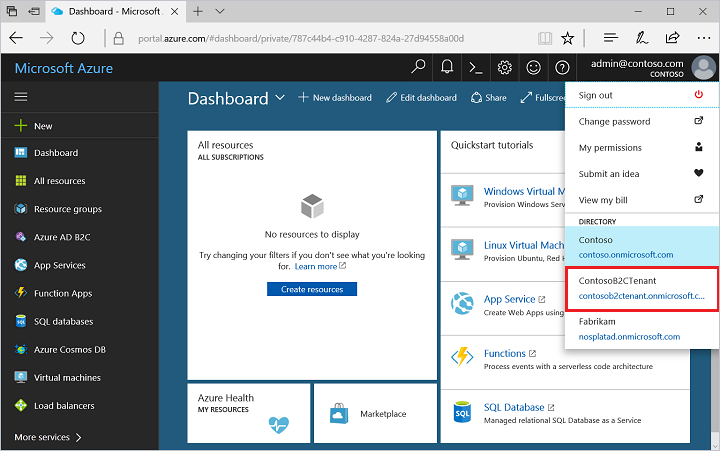 Dashboard - Microsoft A
portal.azure.com/#dashboard/private/787c44b4-c910-4287-824a-27d94558a00d
Microsoft Azure
admin@contoso.com
CONTOSO
New
Dashboard
All resources
Resource groups
Azure AD B2C
App Services
Function Apps
SQL databases
Azure Cosmos DB
Virtual machines
Load balancers
More services
Dashboard
New dashboard
Edit dashboard
Share
Fullscre
All resources
ALL SUBSCRIPTIONS
No resources to display
Try changing your filters if you don't see what you're looking
for. Learn more
Create resources
Azure Health
MY RESOURCES
Marketplace
Quickstart tutorials
Windows Virtual M
Provision Windows Serve
Linux Virtual Mach
Provision Ubuntu, Red H
App Service
Create Web Apps using
Functions
Process events with a serverless code architecture
SQL
SQL Database
Managed relational SQL Database as a Service
Sign out
Change password
My permissions
Submit an idea
View my bill
DIRECTORY
Contoso
contoso.onmicrosoft.com
ContosoB2CTenant
contosob2ctenant.onmicrosoft.c...
Fabrikam
nosplatad.onmicrosoft.com